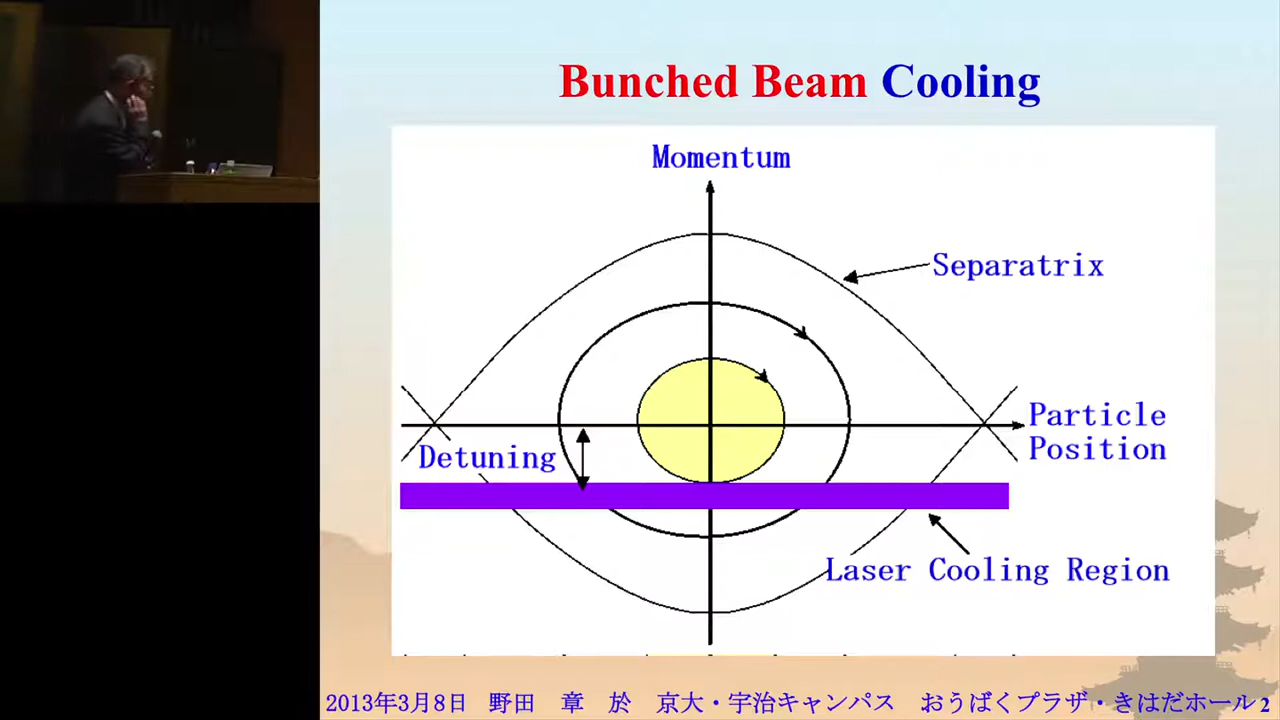 Bunched Beam Cooling
Momentum
Separatrix
Particle
Position
Detuning
Laser Cooling Region
2013年3月8日 野田 章 於 京大・宇治キャンパス おうばくプラザ・きはだホール 2